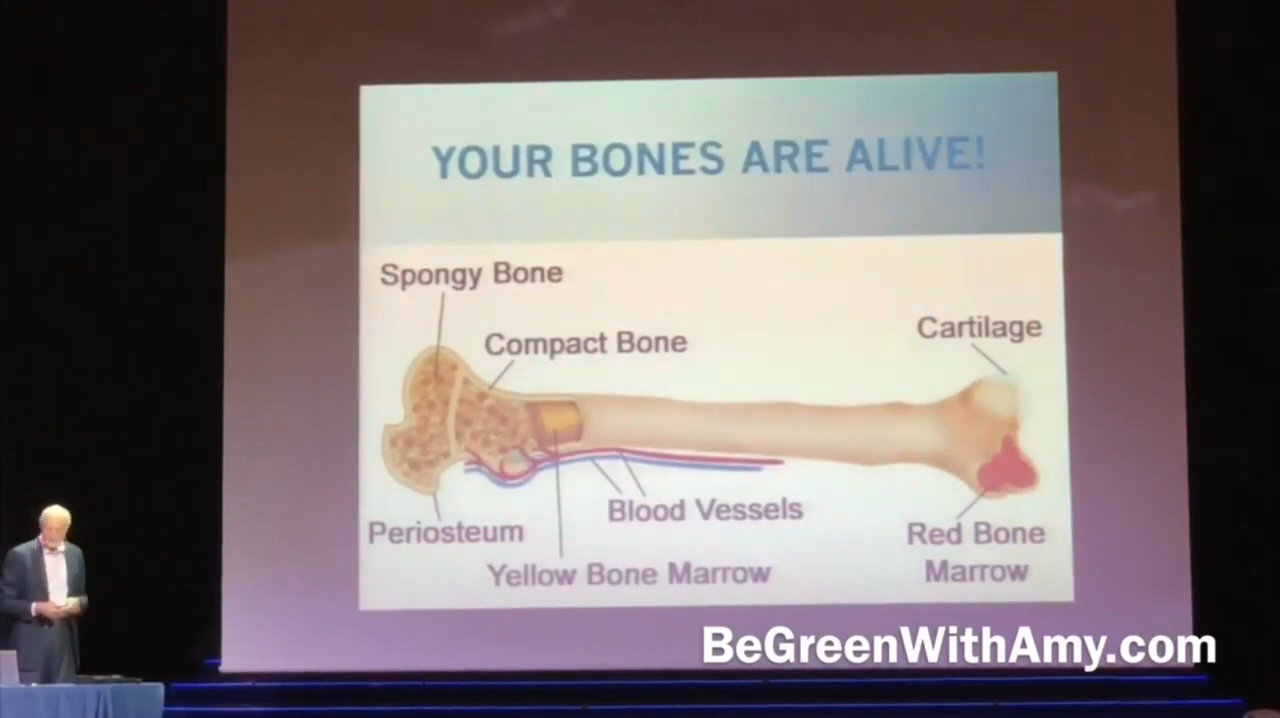 YOUR BONES ARE ALIVE!
Spongy Bone
Compact Bone
Cartilage
Blood Vessels
Periosteum
Yellow Bone Marrow
Red Bone
Marrow
BeGreenWithAmy.com